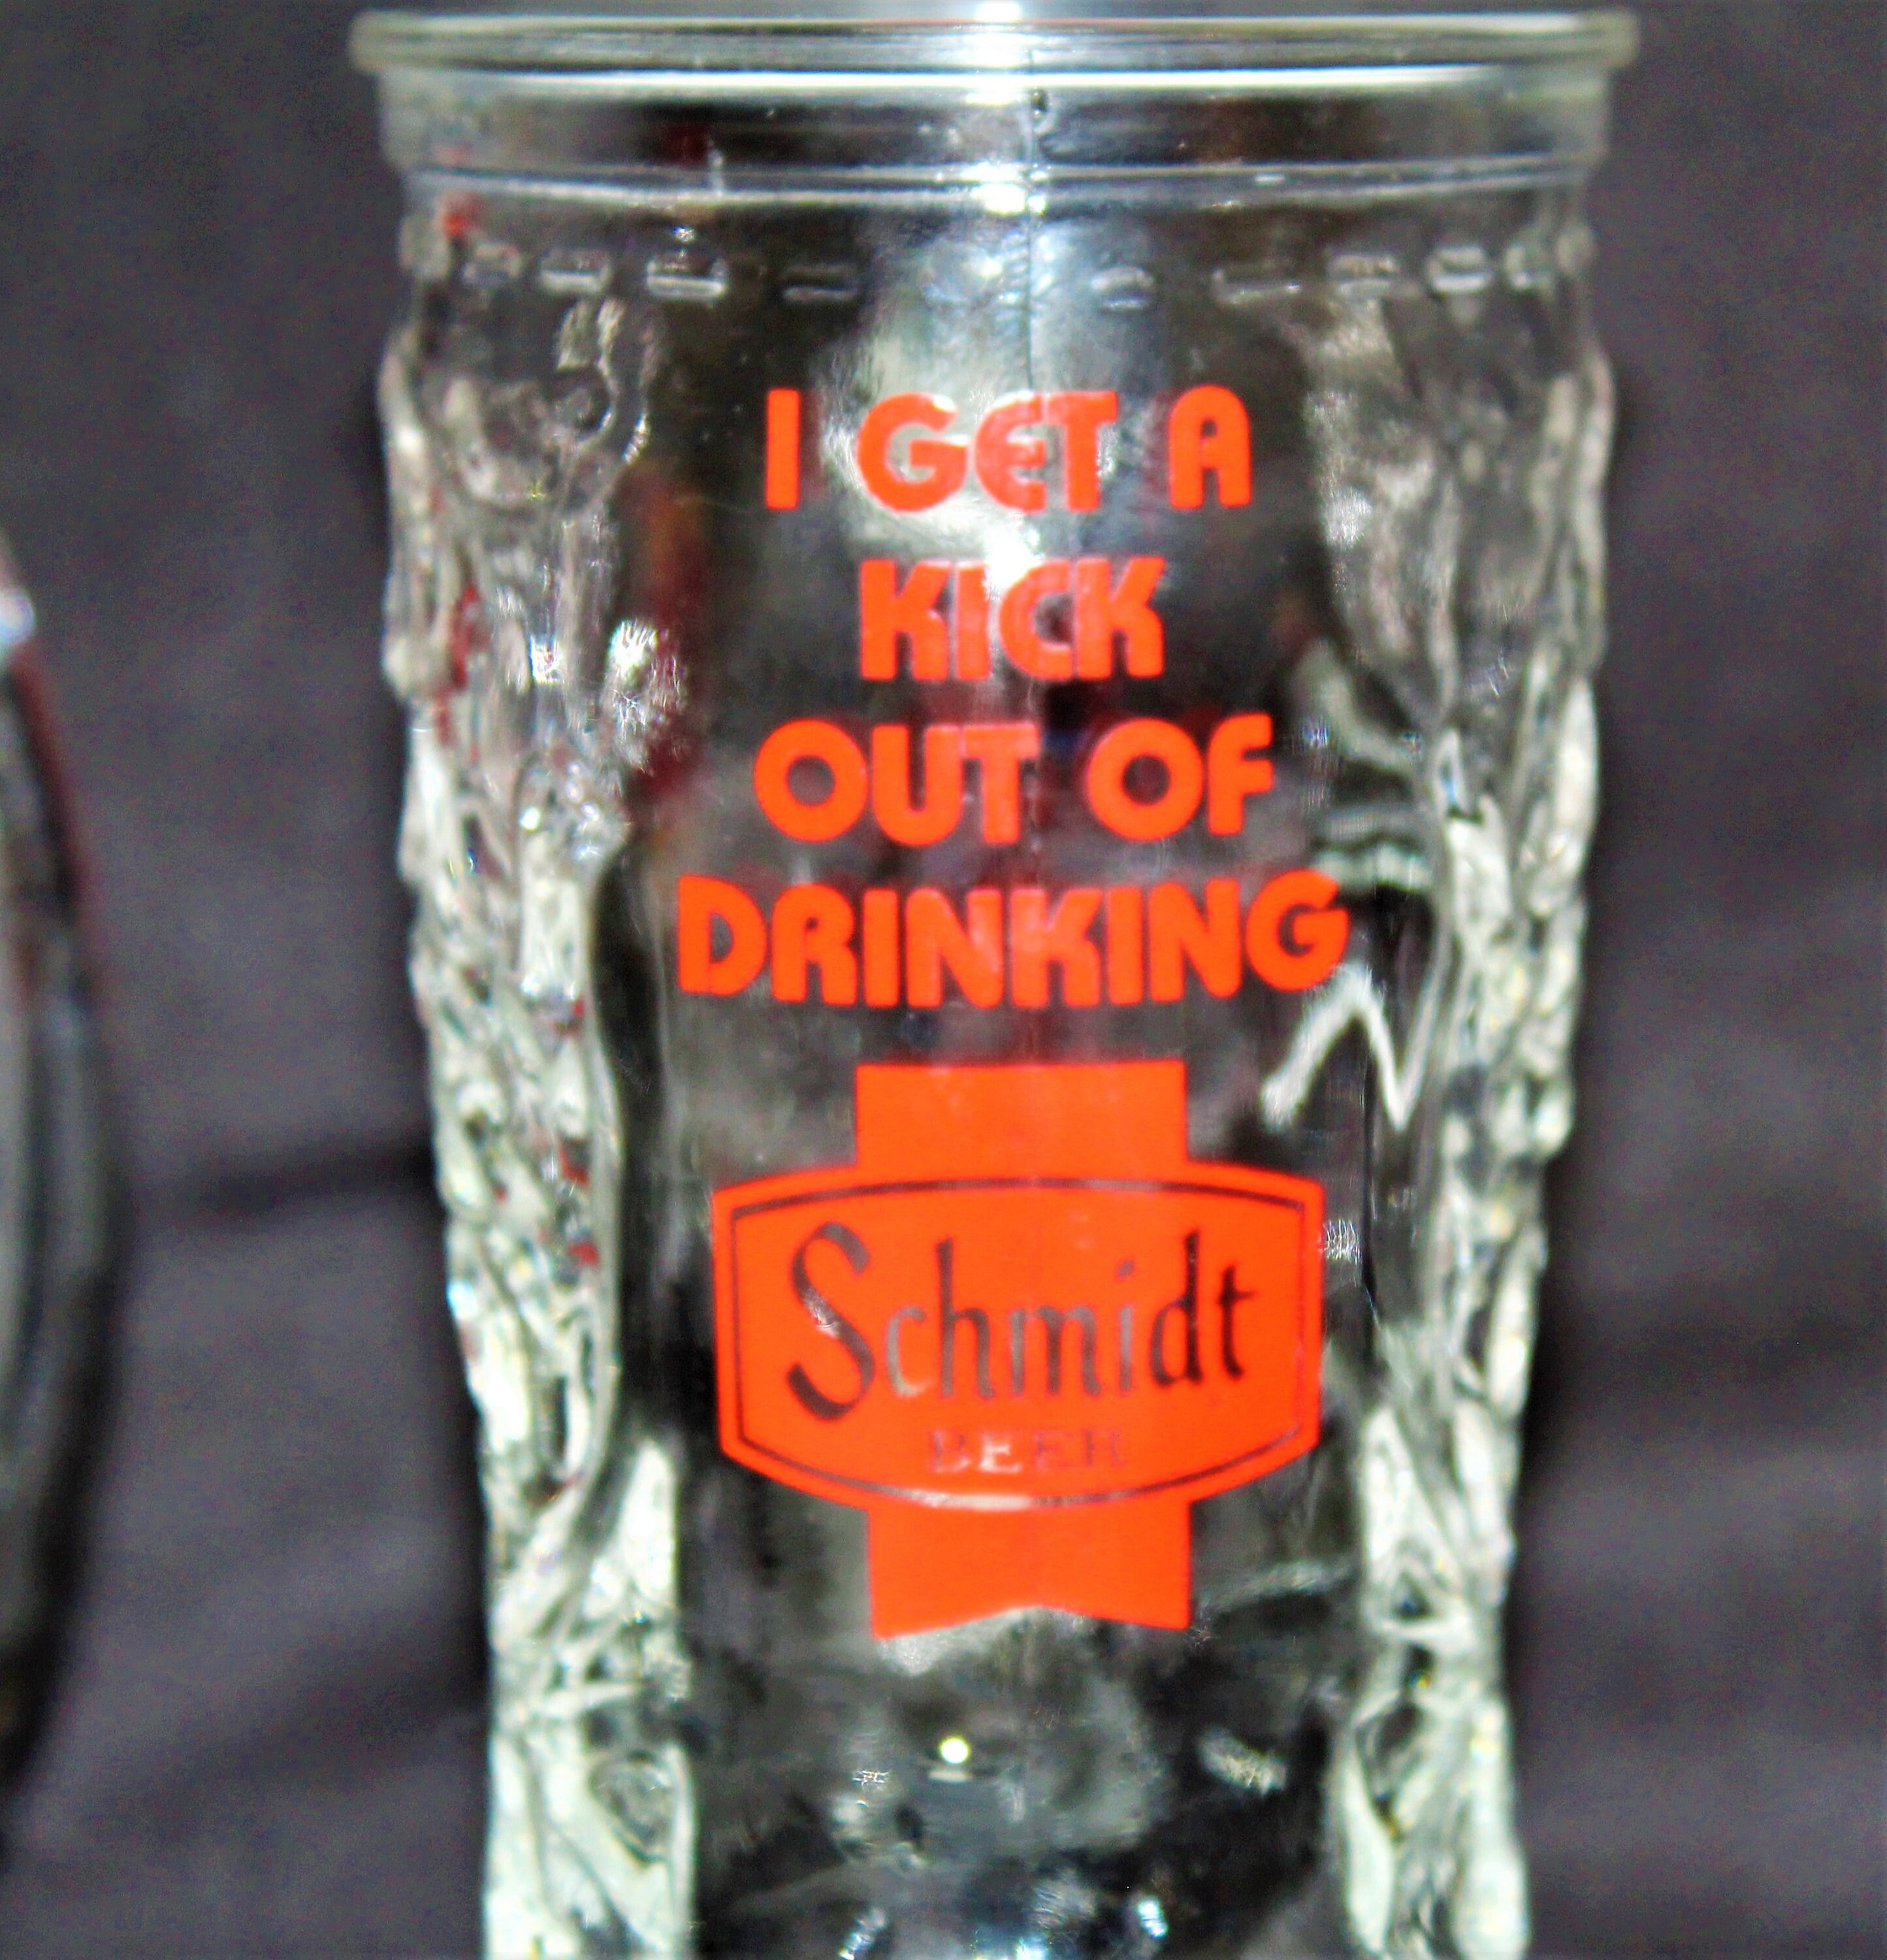 I GET A
KICK
OUT OF
DRINKING
Schmidt
BEER